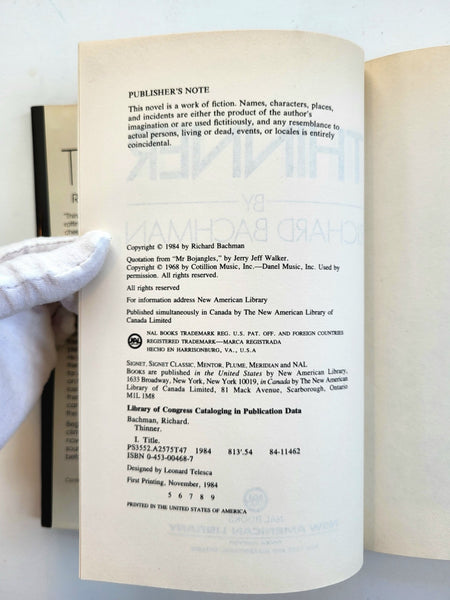 PUBLISHER'S NOTE
This novel is a work of fiction. Names, characters, places,
and incidents are either the product of the author's
imagination or are used fictitiously, and any resemblance to
actual persons, living or dead, events, or locales is entirely
coincidental.
Copyright © 1984 by Richard Bachman
Quotation from "Mr Bojangles," by Jerry Jeff Walker.
Copyright © 1968 by Cotillion Music, Inc.—Danel Music, Inc. Used by
permission. All rights reserved.
All rights reserved
For information address New American Library
Published simultaneously in Canada by The New American Library of
Canada Limited
NAL BOOKS TRADEMARK REG. U.S. PAT. OFF. AND FOREIGN COUNTRIES
REGISTERED TRADEMARK—MARCA REGISTRADA
HECHO EN HARRISONBURG, VA., U.S.A
SIGNET, SIGNET CLASSIC, MENTOR, PLUME, MERIDIAN and NAL
BOOKS are published in the United States by New American Library,
1633 Broadway, New York, New York 10019, in Canada by The New American
Library of Canada Limited, 81 Mack Avenue, Scarborough, Ontario
M1L 1M8
Library of Congress Cataloging in Publication Data
Bachman, Richard.
Thinner.
I. Title.
PS3552.A2575T47 1984 813'.54 84-11462
ISBN 0-453-00468-7
Designed by Leonard Telesca
First Printing, November, 1984
5 6 7 8 9
PRINTED IN THE UNITED STATES OF AMERICA